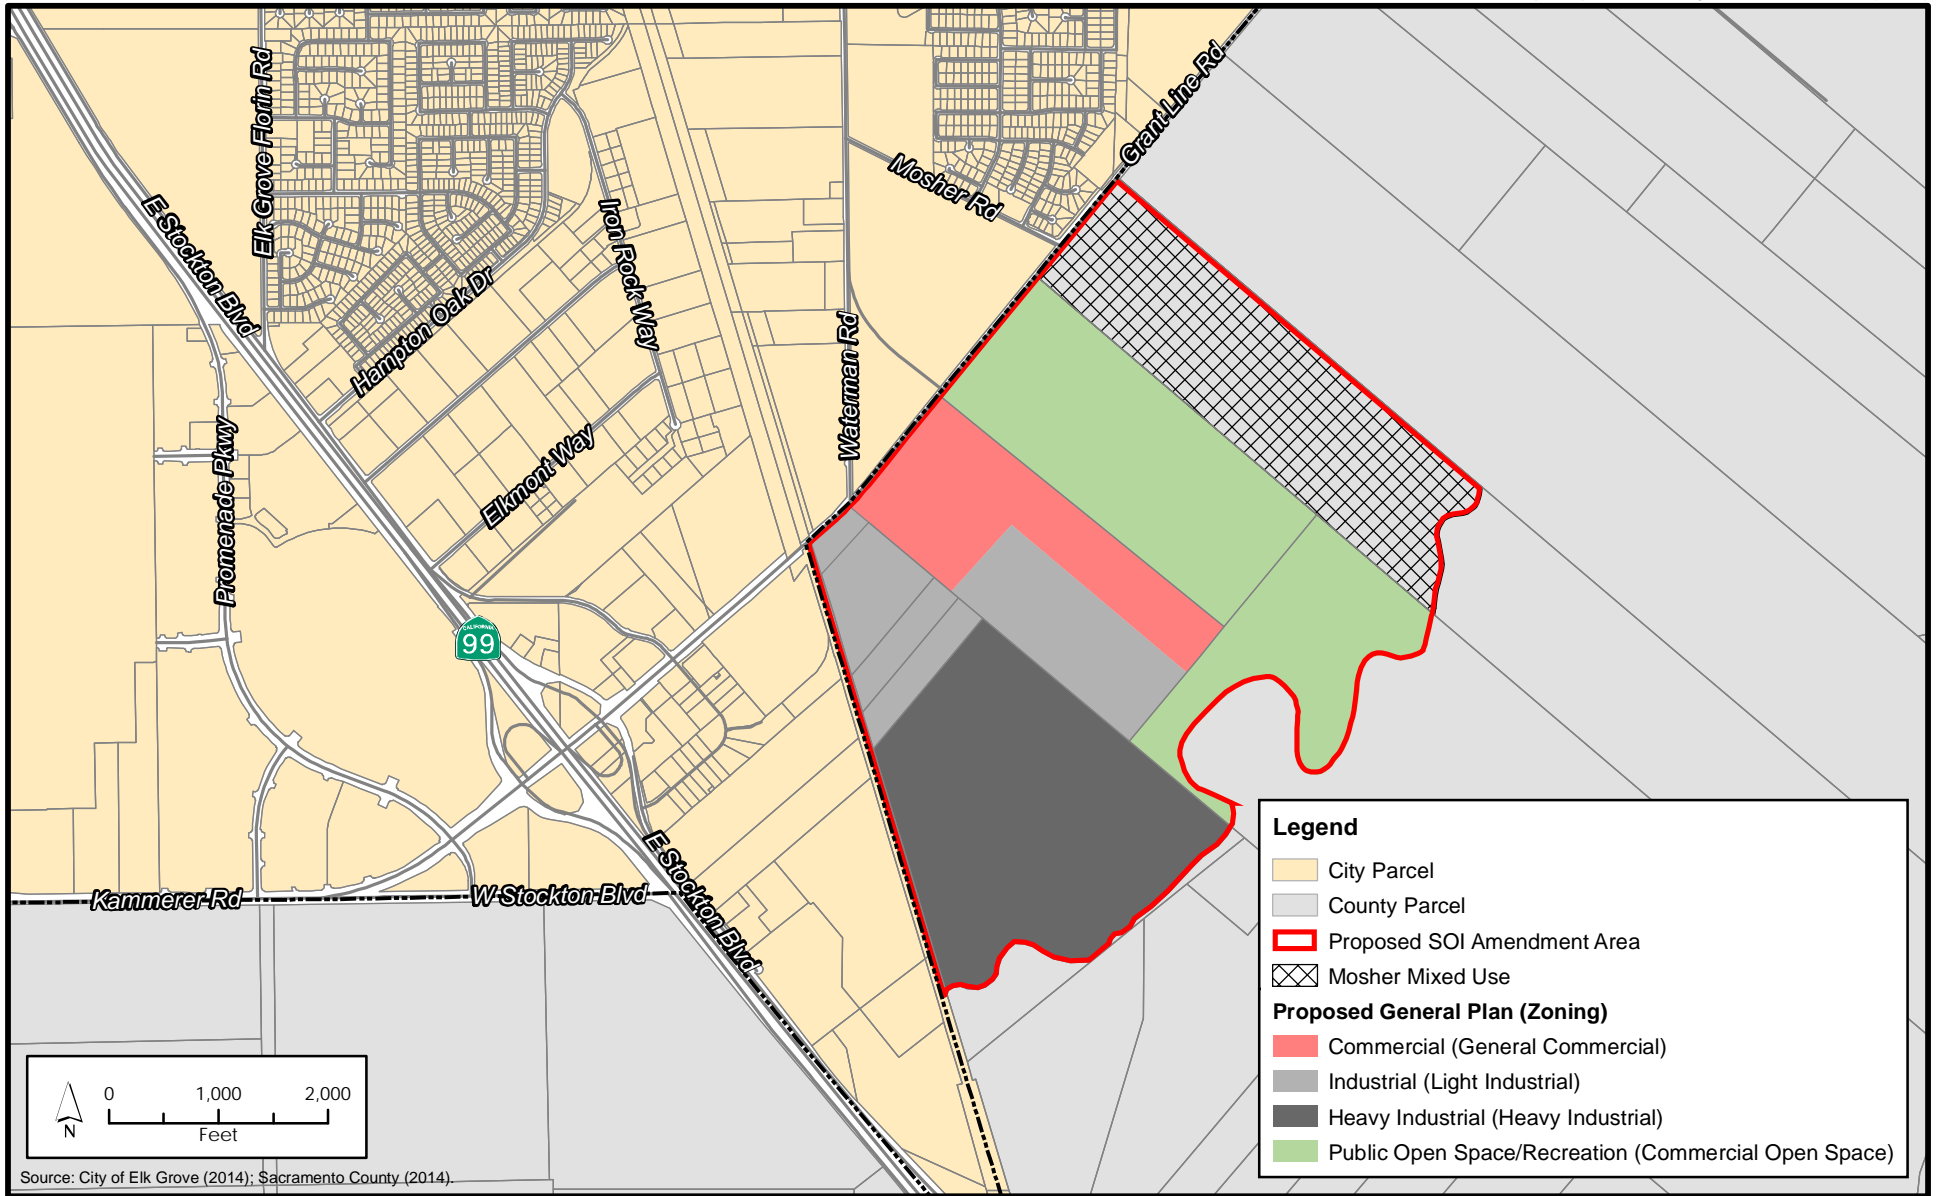 Grant Line Rd
Elk Grove Florin Rd
Mosher Rd
E Stockton Blvd
Iron Rock Way
Hampton Oak Dr
Waterman Rd
Elkmont Way
Promenade Pkwy
CALIFORNIA
99
E Stockton Blvd
Kammerer Rd
W Stockton Blvd
Legend
City Parcel
County Parcel
Proposed SOI Amendment Area
Mosher Mixed Use
Proposed General Plan (Zoning)
Commercial (General Commercial)
Industrial (Light Industrial)
Heavy Industrial (Heavy Industrial)
Public Open Space/Recreation (Commercial Open Space)
0 1,000 2,000
Feet
N
Source: City of Elk Grove (2014); Sacramento County (2014).